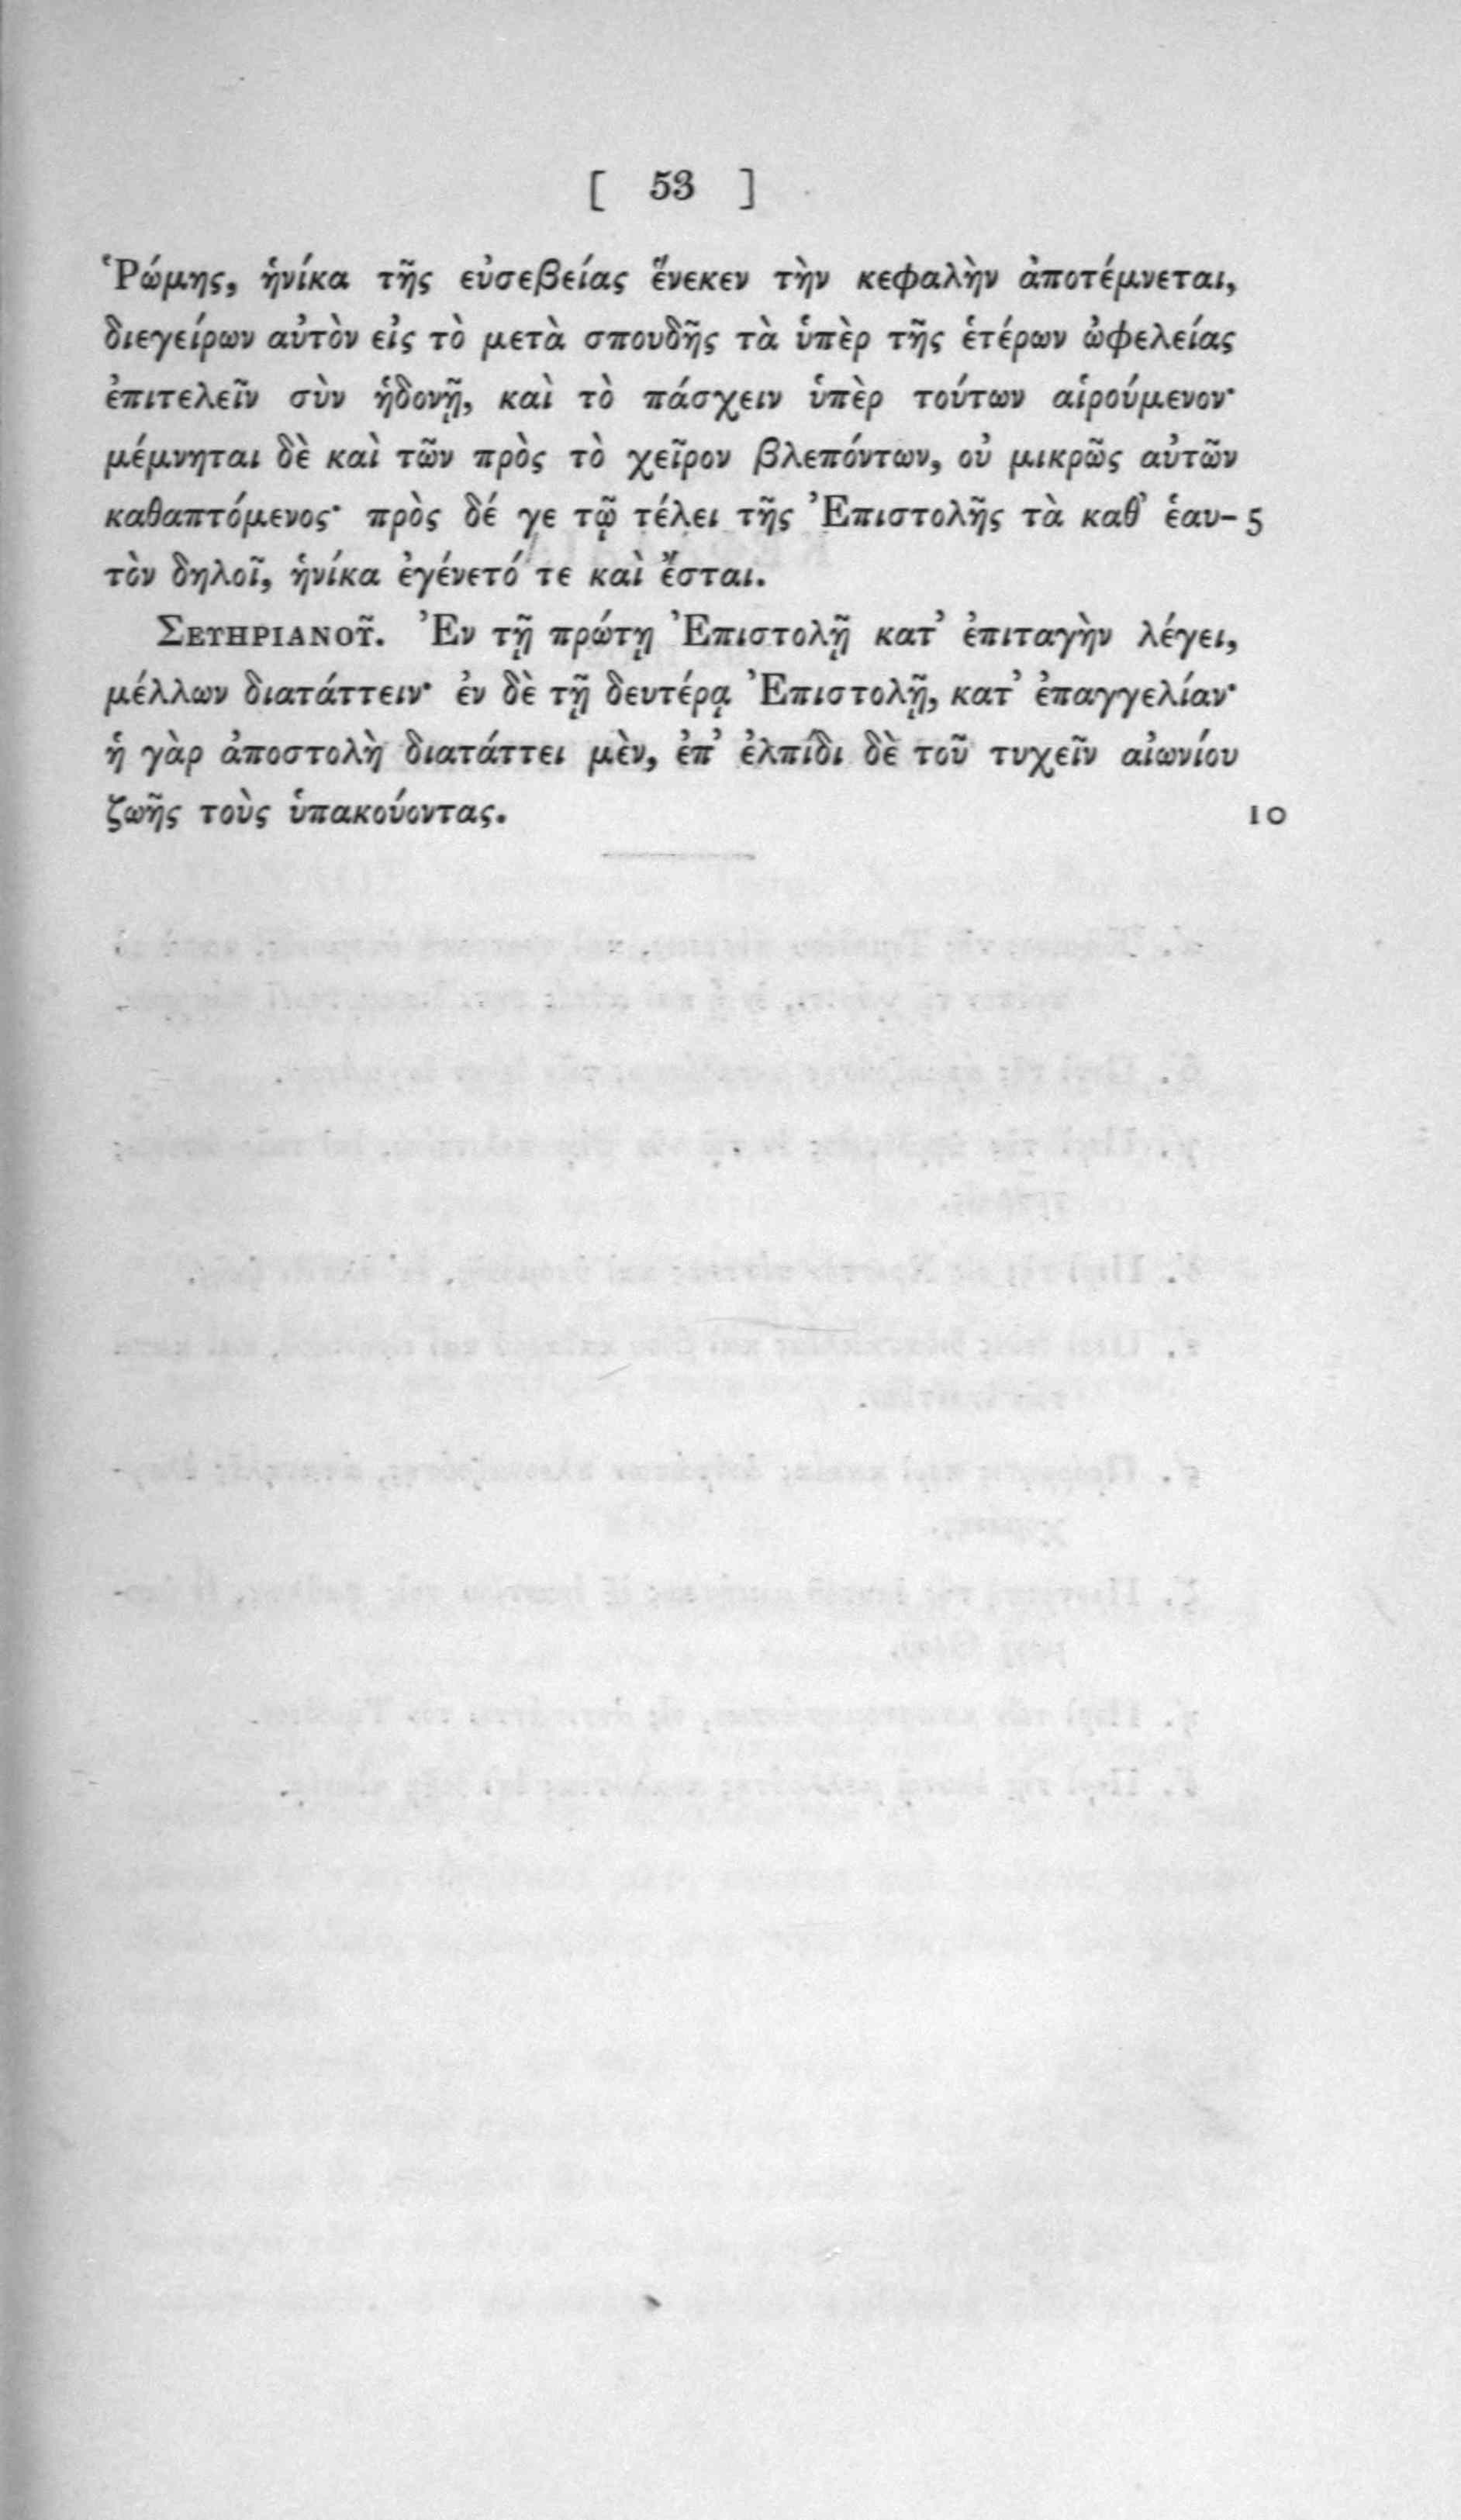 [ 53 ]
Ῥώμης, ἡνίκα τῆς εὐσεβείας ἕνεκεν τὴν κεφαλὴν ἀποτέμνεται,
διεγείρων αὐτὸν εἰς τὸ μετὰ σπουδῆς τὰ ὑπὲρ τῆς ἑτέρων ὠφελείας
ἐπιτελεῖν σὺν ἡδονῇ, καὶ τὸ πάσχειν ὑπὲρ τούτων αἱρούμενον·
μέμνηται δὲ καὶ τῶν πρὸς τὸ χεῖρον βλεπόντων, οὐ μικρῶς αὐτῶν
καθαπτόμενος· πρὸς δέ γε τῷ τέλει τῆς Ἐπιστολῆς τὰ καθ’ ἑαυ- 5
τὸν δηλοῖ, ἡνίκα ἐγένετό τε καὶ ἔσται.
ΣΕΥΗΡΙΑΝΟῦ. Ἐν τῇ πρώτῃ Ἐπιστολῇ κατ’ ἐπιταγὴν λέγει,
μέλλων διατάττειν· ἐν δὲ τῇ δευτέρᾳ Ἐπιστολῇ, κατ’ ἐπαγγελίαν·
ἡ γὰρ ἀποστολὴ διατάττει μὲν, ἐπ’ ἐλπίδι δὲ τοῦ τυχεῖν αἰωνίου
ζωῆς τοὺς ὑπακούοντας. 10